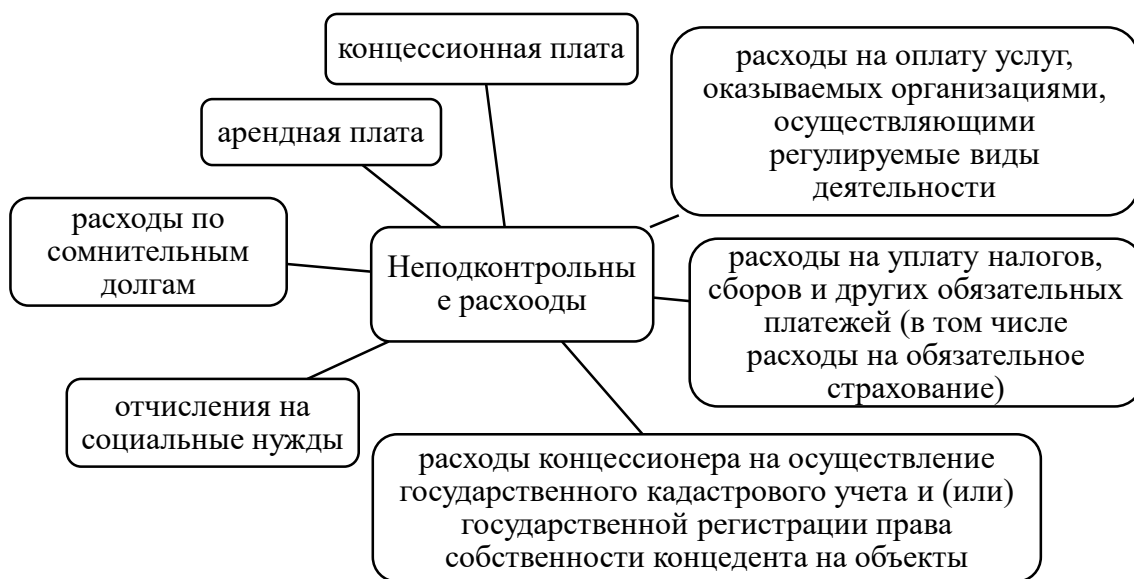 концессионная плата
расходы на оплату услуг,
оказываемых организациями,
осуществляющими
регулируемые виды
деятельности
арендная плата
расходы по
сомнительным
долгам
Неподконтрольны
е расхооды
расходы на уплату налогов,
сборов и других обязательных
платежей (в том числе
расходы на обязательное
страхование)
отчисления на
социальные нужды
расходы концессионера на осуществление
государственного кадастрового учета и (или)
государственной регистрации права
собственности концедента на объекты